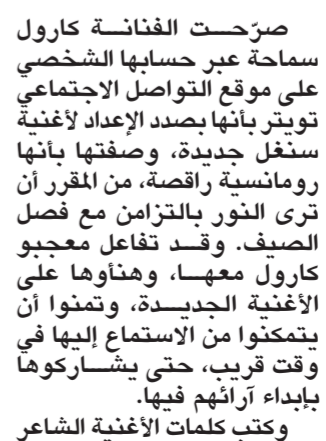 صرّحت الفنانة كارول
سماحة عبر حسابها الشخصي
على موقع التواصل الاجتماعي
تويتر بأنها بصدد الإعداد لأغنية
سنغل جديدة، وصفتها بأنها
رومانسية راقصة، من المقرر أن
ترى النور بالتزامن مع فصل
الصيف. وقد تفاعل معجبو
كارول معها، وهنأوها على
الأغنية الجديدة، وتمنوا أن
يتمكنوا من الاستماع إليها في
وقت قريب، حتى يشاركوها
بإبداء آرائهم فيها.
وكتب كلمات الأغنية الشاعر